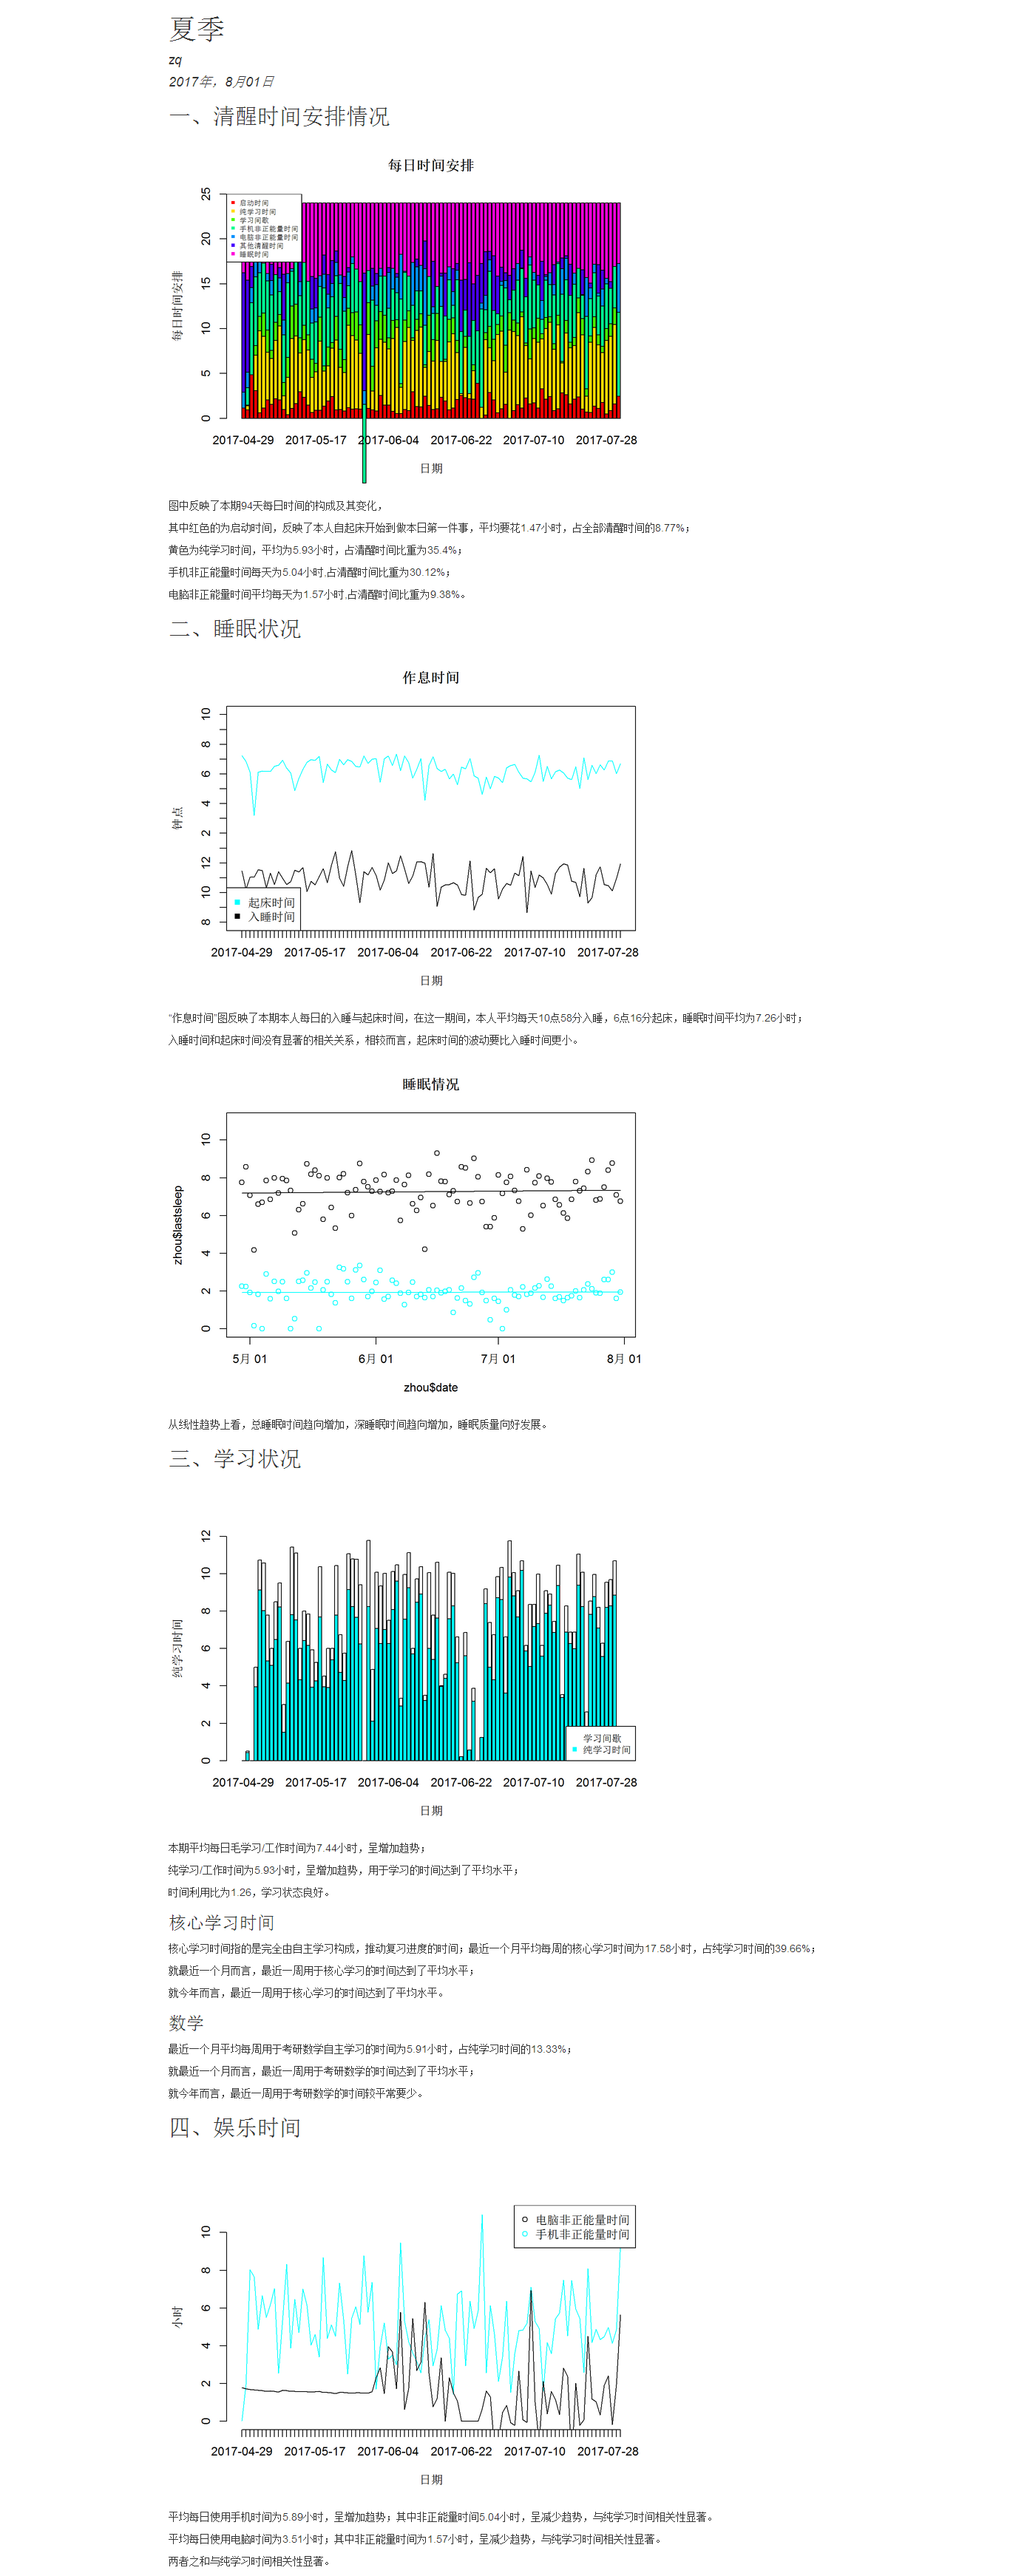 夏季
zq
2017年，8月01日
一、清醒时间安排情况
每日时间安排
启动时间
纯学习时间
学习间歇
手机非正能量时间
电脑非正能量时间
其他清醒时间
睡眠时间
每日时间安排
25
20
15
10
5
0
2017-04-29 2017-05-17 2017-06-04 2017-06-22 2017-07-10 2017-07-28
日期
图中反映了本期94天每日时间的构成及其变化，
其中红色的为启动时间，反映了本人自起床开始到做本日第一件事，平均要花1.47小时，占全部清醒时间的8.77%；
黄色为纯学习时间，平均为5.93小时，占清醒时间比重为35.4%；
手机非正能量时间每天为5.04小时,占清醒时间比重为30.12%；
电脑非正能量时间平均每天为1.57小时,占清醒时间比重为9.38%。
二、睡眠状况
作息时间
钟点
10
8
6
4
2
12
10
8
起床时间
入睡时间
2017-04-29 2017-05-17 2017-06-04 2017-06-22 2017-07-10 2017-07-28
日期
“作息时间”图反映了本期本人每日的入睡与起床时间，在这一期间，本人平均每天10点58分入睡，6点16分起床，睡眠时间平均为7.26小时；
入睡时间和起床时间没有显著的相关关系，相较而言，起床时间的波动要比入睡时间更小。
睡眠情况
zhou$lastsleep
10
8
6
4
2
0
5月 01 6月 01 7月 01 8月 01
zhou$date
从线性趋势上看，总睡眠时间趋向增加，深睡眠时间趋向增加，睡眠质量向好发展。
三、学习状况
纯学习时间
12
10
8
6
4
2
0
学习间歇
纯学习时间
2017-04-29 2017-05-17 2017-06-04 2017-06-22 2017-07-10 2017-07-28
日期
本期平均每日毛学习/工作时间为7.44小时，呈增加趋势；
纯学习/工作时间为5.93小时，呈增加趋势，用于学习的时间达到了平均水平；
时间利用比为1.26，学习状态良好。
核心学习时间
核心学习时间指的是完全由自主学习构成，推动复习进度的时间；最近一个月平均每周的核心学习时间为17.58小时，占纯学习时间的39.66%；
就最近一个月而言，最近一周用于核心学习的时间达到了平均水平；
就今年而言，最近一周用于核心学习的时间达到了平均水平。
数学
最近一个月平均每周用于考研数学自主学习的时间为5.91小时，占纯学习时间的13.33%；
就最近一个月而言，最近一周用于考研数学的时间达到了平均水平；
就今年而言，最近一周用于考研数学的时间较平常要少。
四、娱乐时间
电脑非正能量时间
手机非正能量时间
小时
10
8
6
4
2
0
2017-04-29 2017-05-17 2017-06-04 2017-06-22 2017-07-10 2017-07-28
日期
平均每日使用手机时间为5.89小时，呈增加趋势；其中非正能量时间5.04小时，呈减少趋势，与纯学习时间相关性显著。
平均每日使用电脑时间为3.51小时；其中非正能量时间为1.57小时，呈减少趋势，与纯学习时间相关性显著。
两者之和与纯学习时间相关性显著。